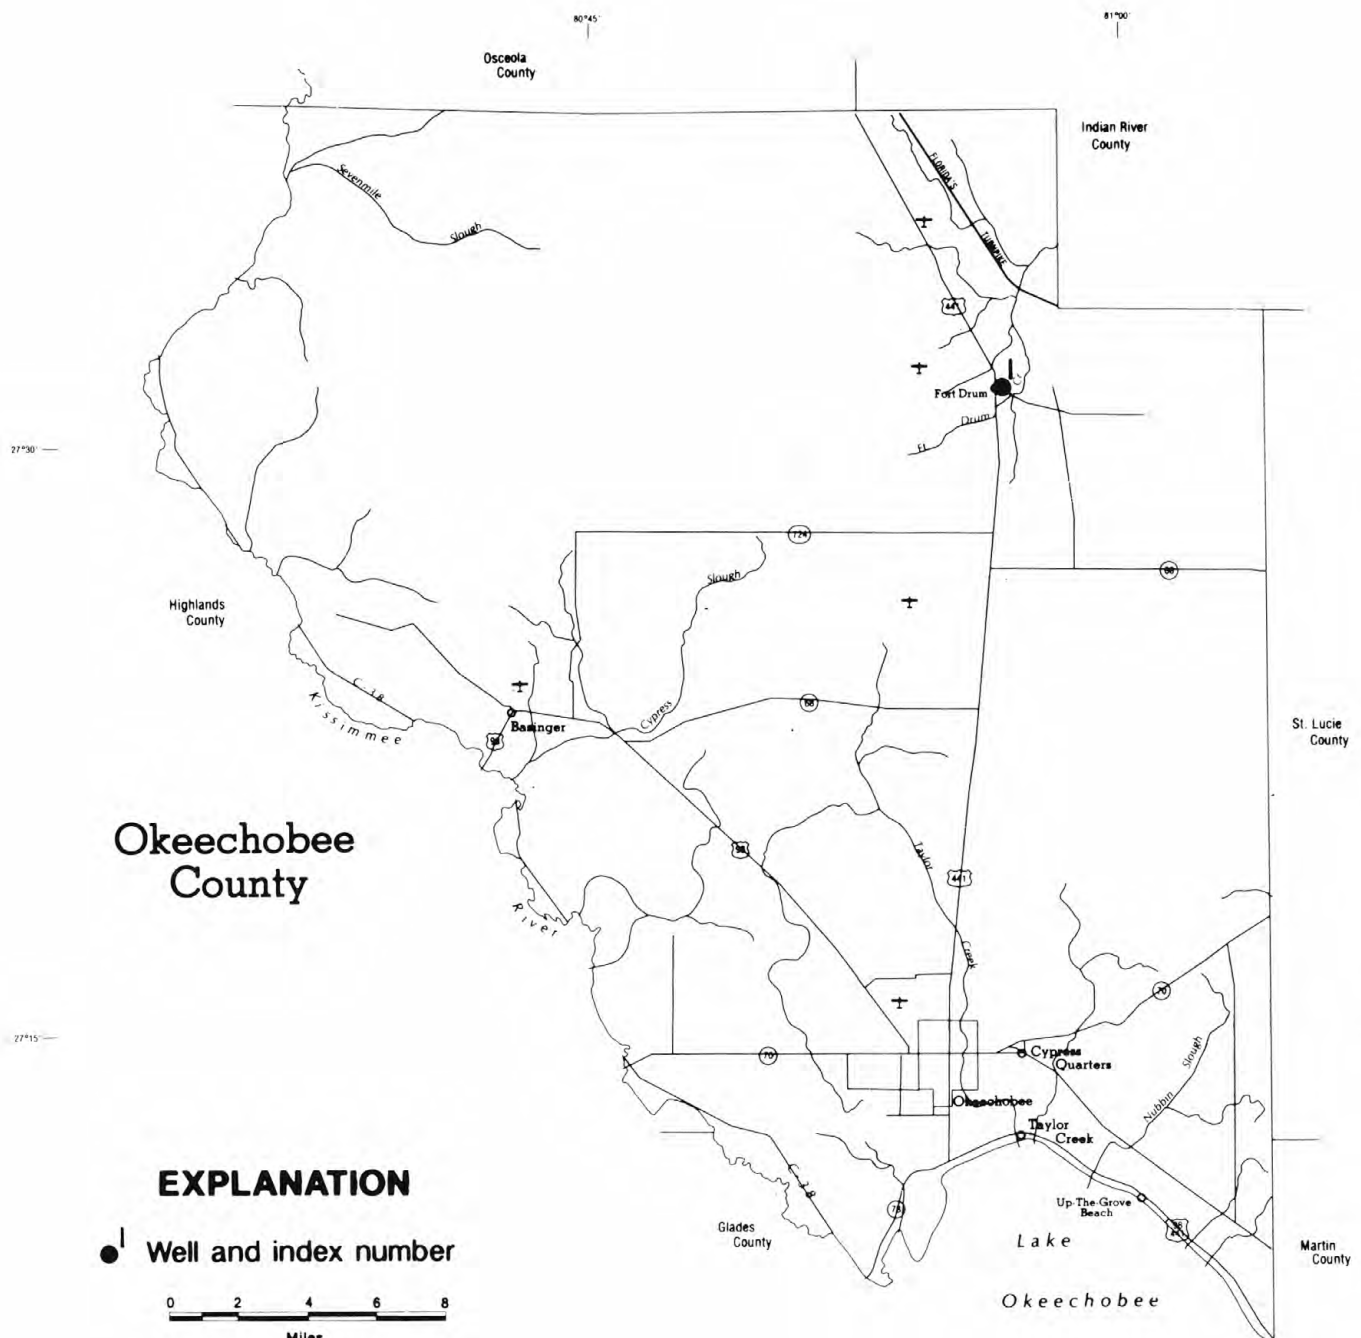 80°45'
81°00'
Osceola
County
Indian River
County
FLORIDA'S
TURNPIKE
Sevenmile
Slough
441
Fort Drum
Ft.
Drum
Cr
27°30'
724
Slough
68
Highlands
County
C-38
Kissimmee
Basinger
98
Cypress
68
St. Lucie
County
Okeechobee
County
98
Taylor
441
River
Creek
70
27°15'
70
Cypress
Quarters
Slough
Nubbin
Okeechobee
Taylor
Creek
EXPLANATION
1 Well and index number
C-38
78
Up-The-Grove
Beach
98
441
Glades
County
Lake
Okeechobee
Martin
County
0 2 4 6 8
Miles